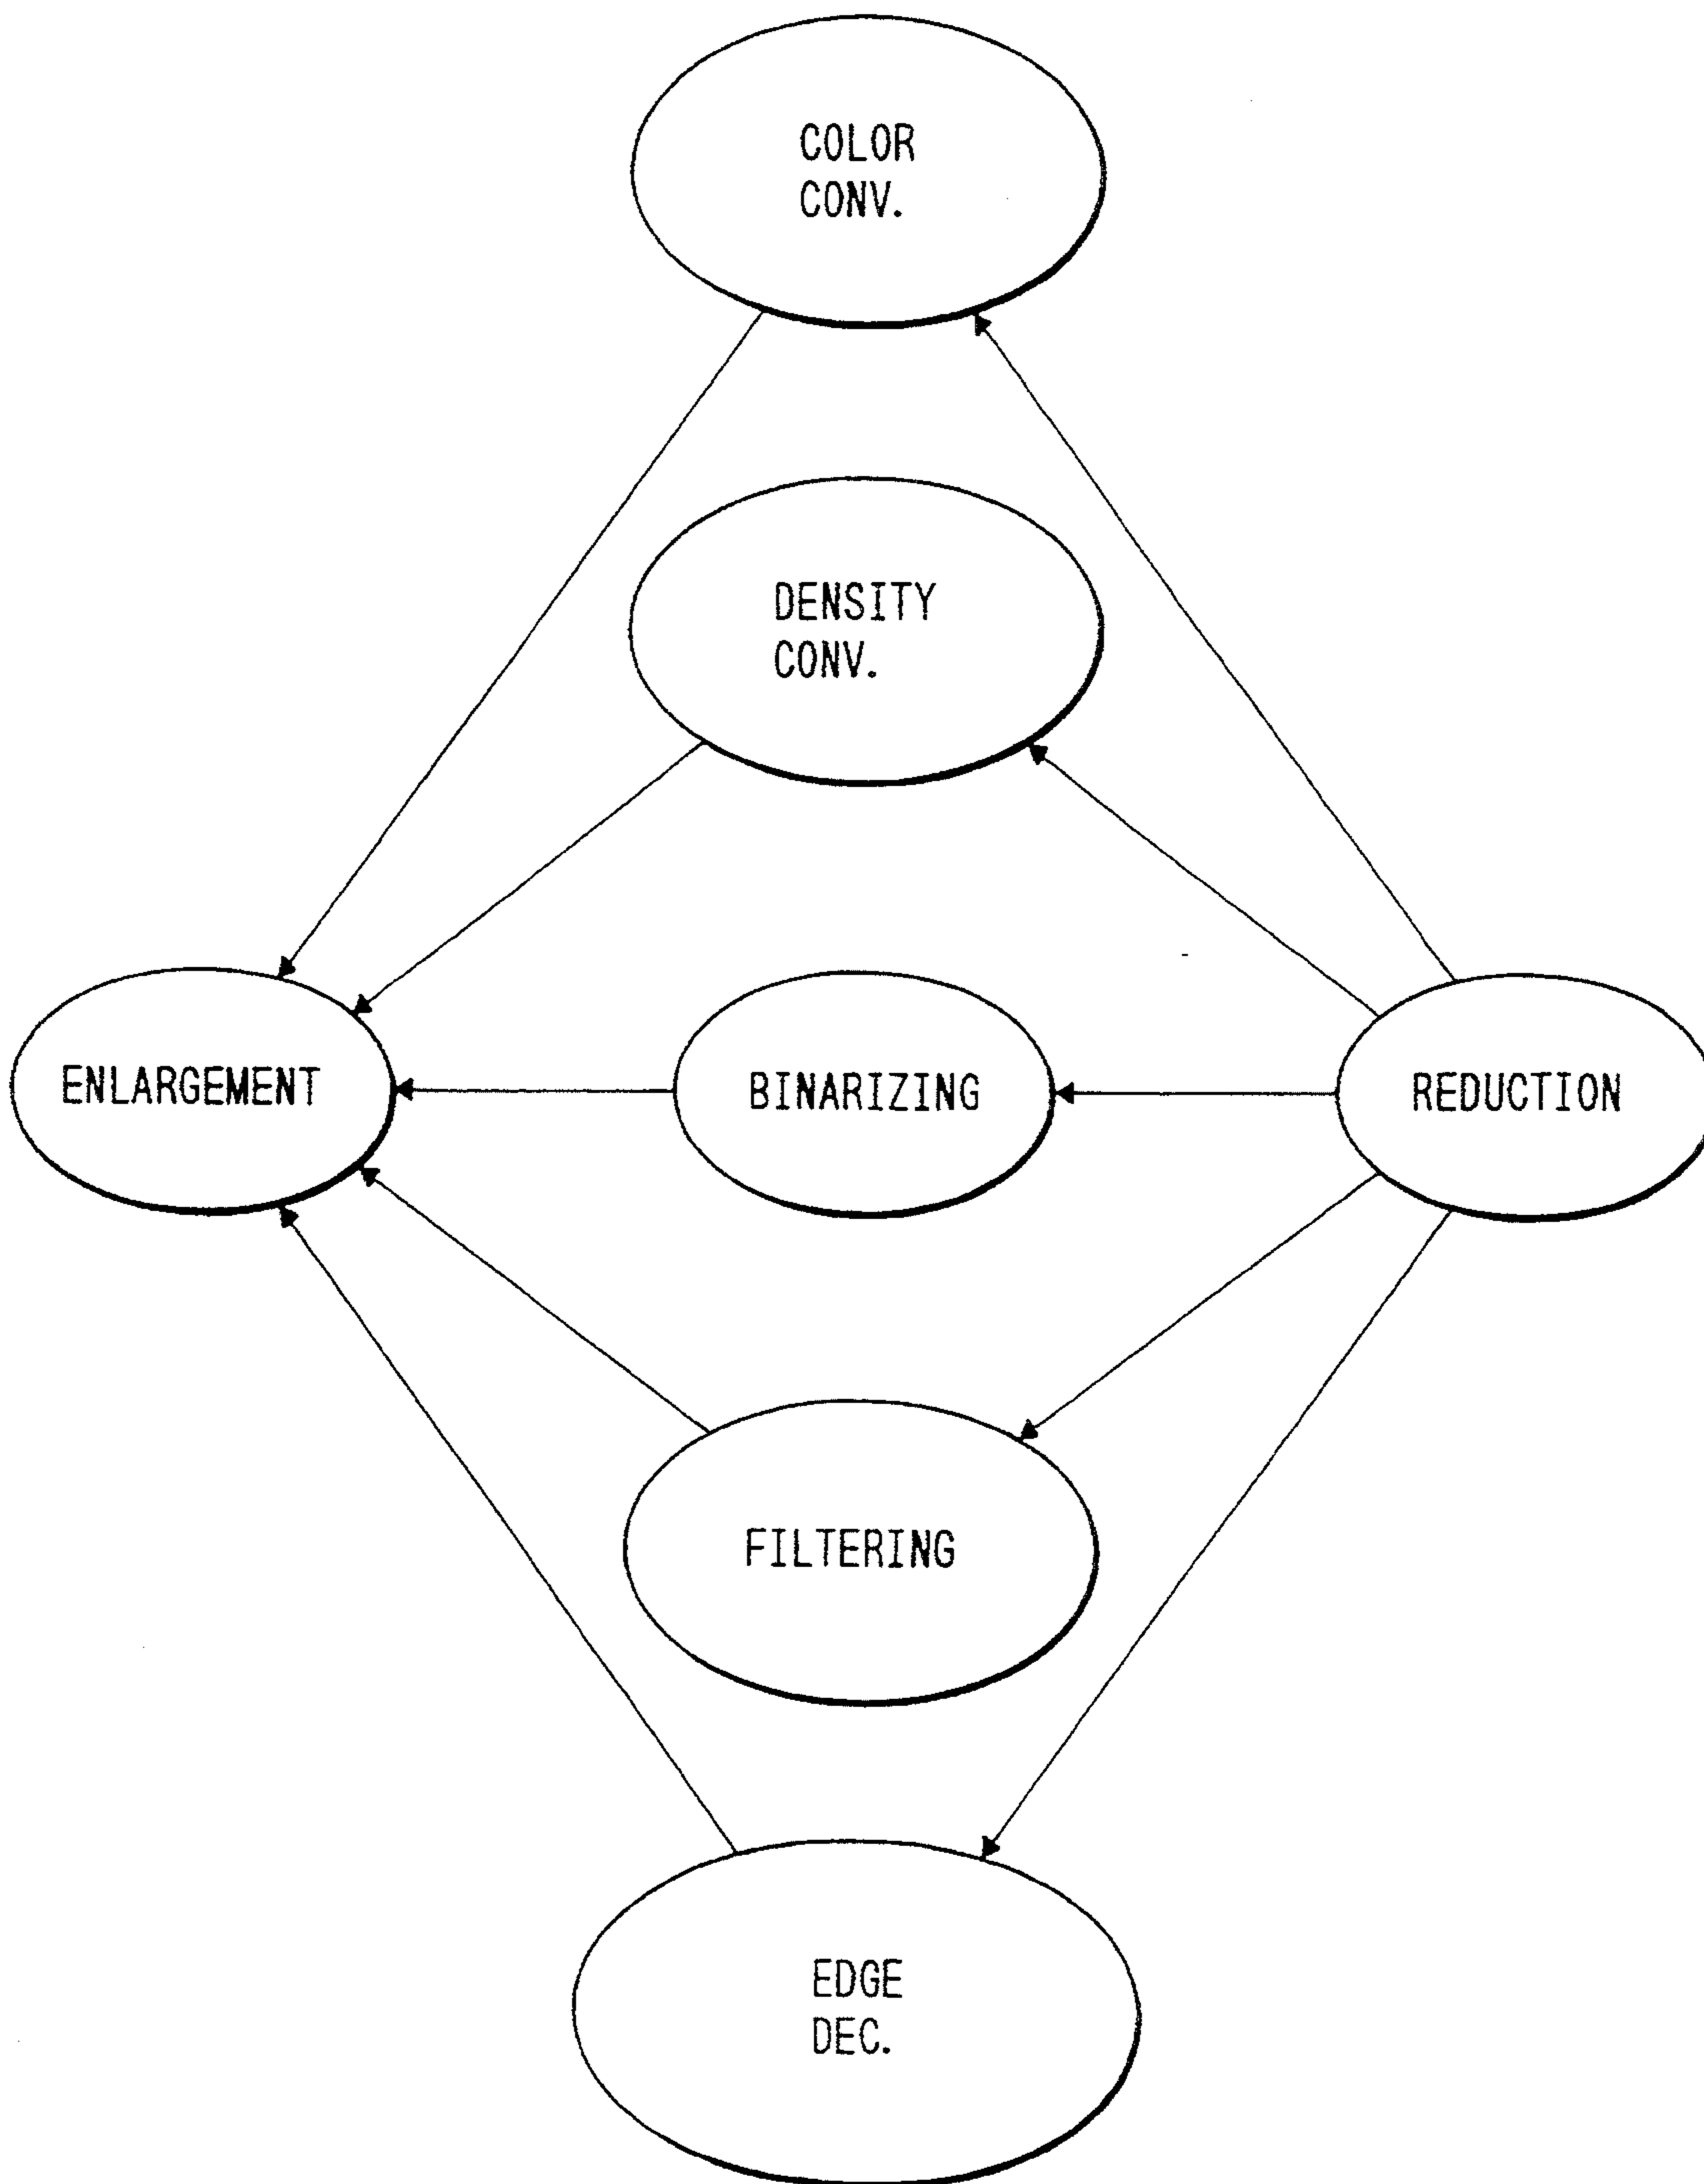 COLOR
CONV.
DENSITY
CONV.
ENLARGEMENT
BINARIZING
REDUCTION
FILTERING
EDGE
DEC.